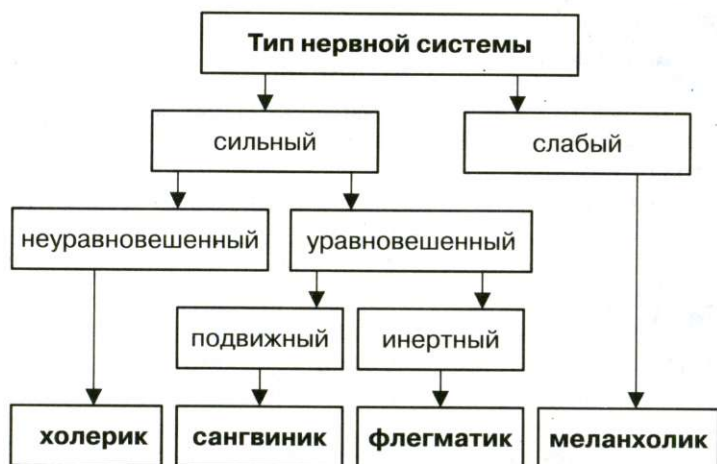 Тип нервной системы
сильный
слабый
неуравновешенный
уравновешенный
подвижный
инертный
холерик
сангвиник
флегматик
меланхолик